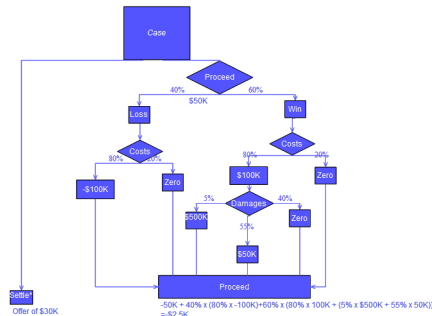 Case
Proceed
40%
60%
$50K
Loss
Win
Costs
Costs
80%
20%
80%
20%
-$100K
Zero
$100K
Zero
Damages
5%
40%
$500K
Zero
55%
$50K
Settle*
Proceed
Offer of $30K
-50K + 40% x (80% x -100K)+60% x (80% x 100K + (5% x $500K + 55% x 50K))
=-$2.5K